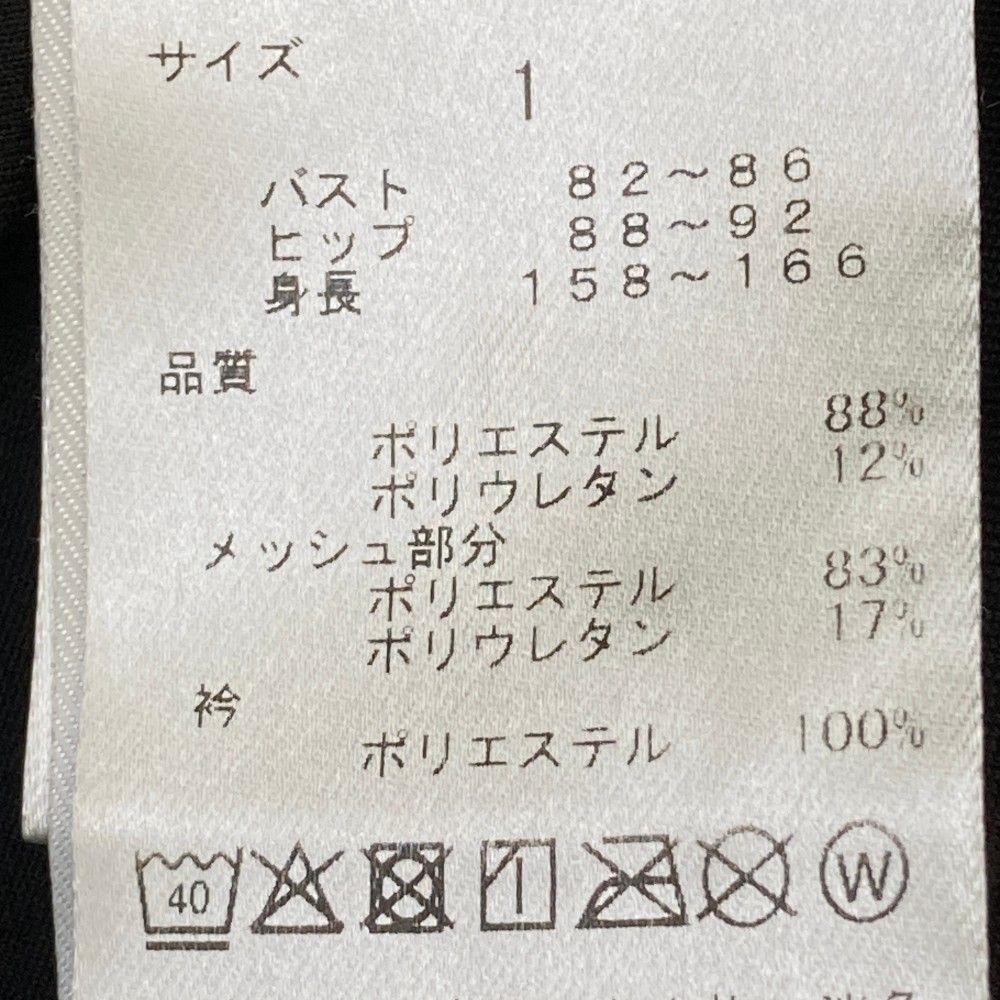 サイズ 1
バスト ８２～８６
ヒップ ８８～９２
身長 １５８～１６６
品質
ポリエステル 88%
ポリウレタン 12%
メッシュ部分
ポリエステル 83%
ポリウレタン 17%
衿
ポリエステル 100%
40 W